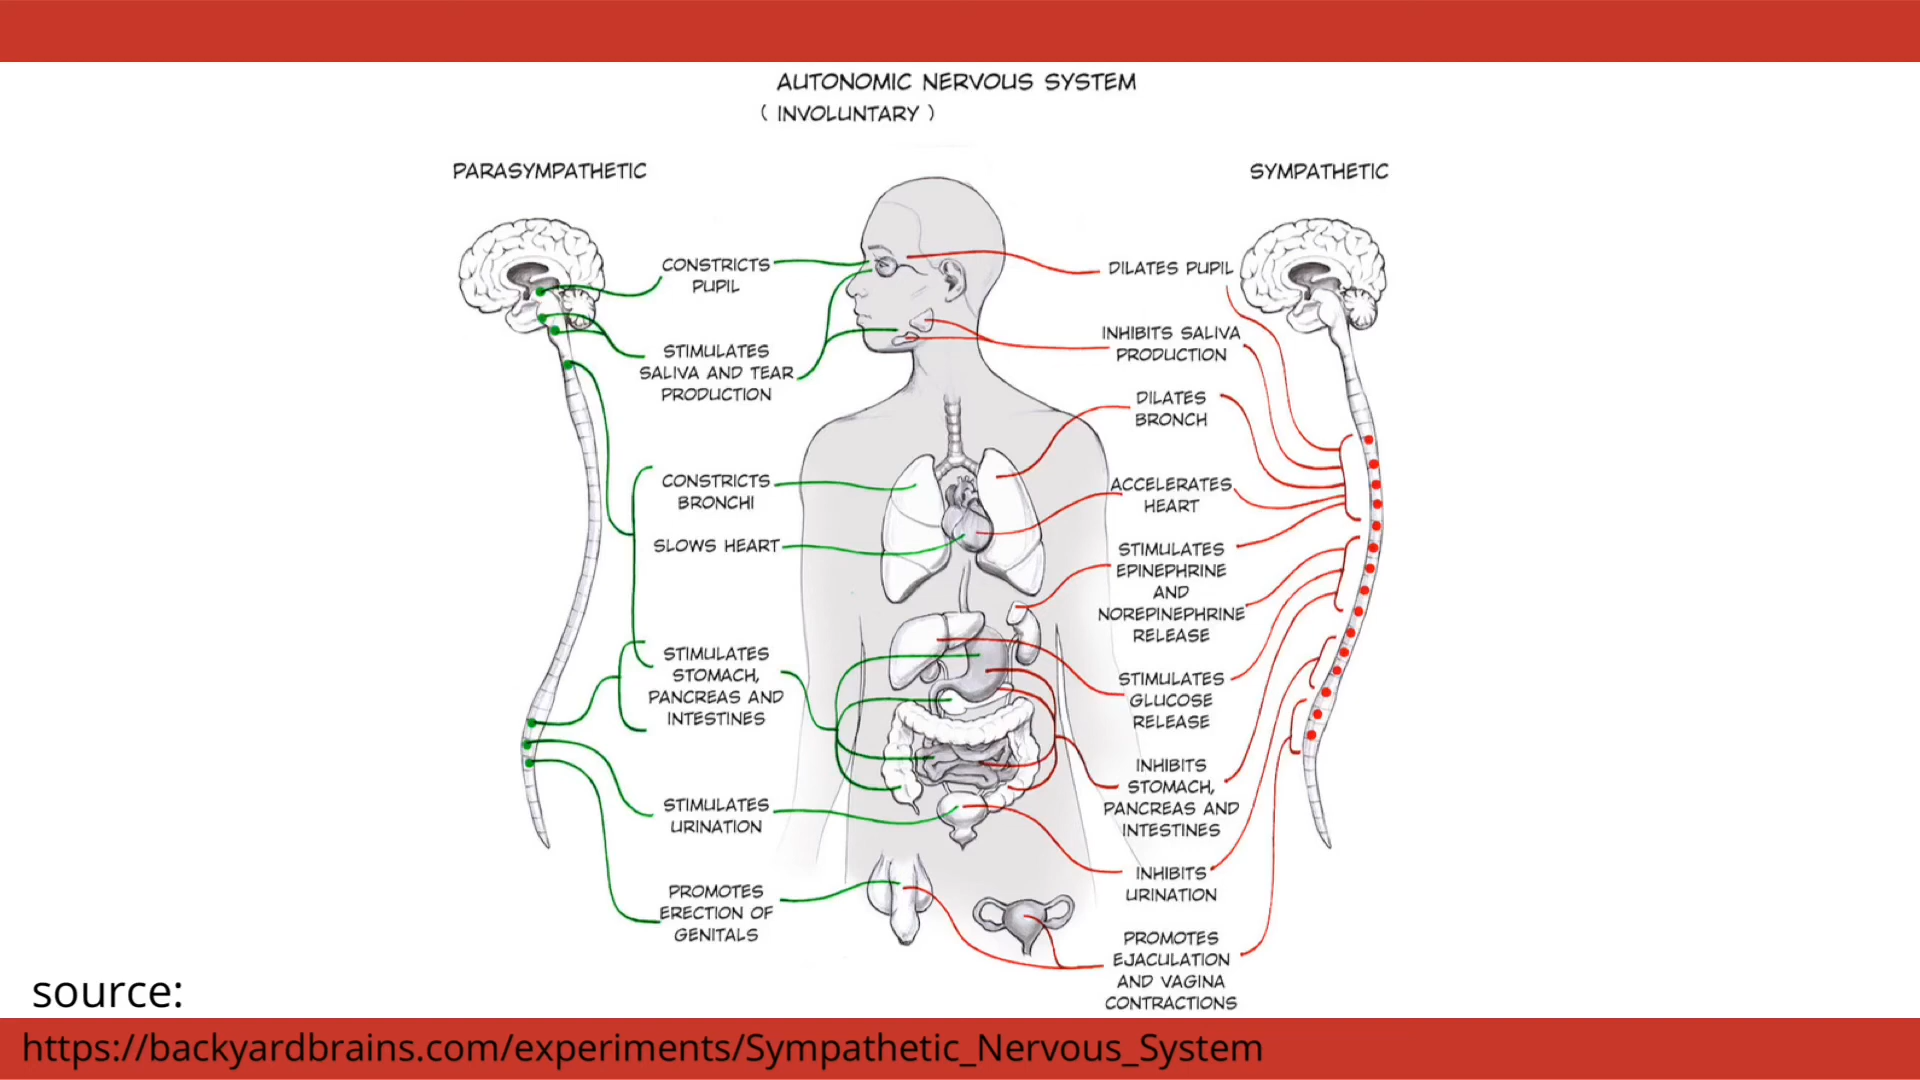 AUTONOMIC NERVOUS SYSTEM
( INVOLUNTARY )
PARASYMPATHETIC
SYMPATHETIC
CONSTRICTS
PUPIL
STIMULATES
SALIVA AND TEAR
PRODUCTION
CONSTRICTS
BRONCHI
SLOWS HEART
STIMULATES
STOMACH,
PANCREAS AND
INTESTINES
STIMULATES
URINATION
PROMOTES
ERECTION OF
GENITALS
DILATES PUPIL
INHIBITS SALIVA
PRODUCTION
DILATES
BRONCH
ACCELERATES
HEART
STIMULATES
EPINEPHRINE
AND
NOREPINEPHRINE
RELEASE
STIMULATES
GLUCOSE
RELEASE
INHIBITS
STOMACH,
PANCREAS AND
INTESTINES
INHIBITS
URINATION
PROMOTES
EJACULATION
AND VAGINA
CONTRACTIONS
source:
https://backyardbrains.com/experiments/Sympathetic_Nervous_System